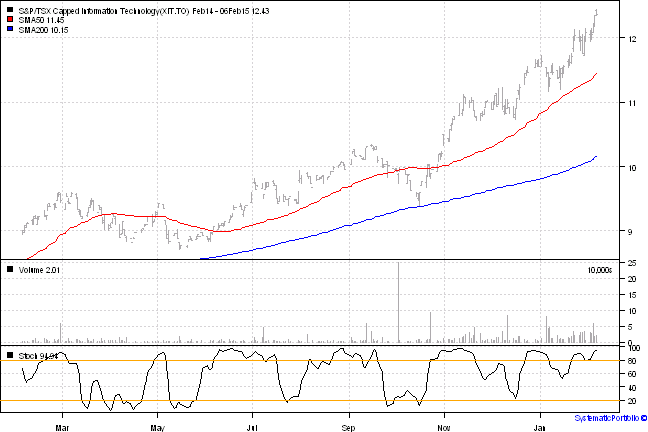 S&P/TSX Capped Information Technology(XIT.TO) Feb14 - 06Feb15 12.43
SMA50 11.45
SMA200 10.15
12
11
10
9
Volume 2.01
10,000s
25
20
15
10
5
0
Stoch 94.94
100
80
60
40
20
Mar May Jul Sep Nov Jan
SystematicPortfolio ©